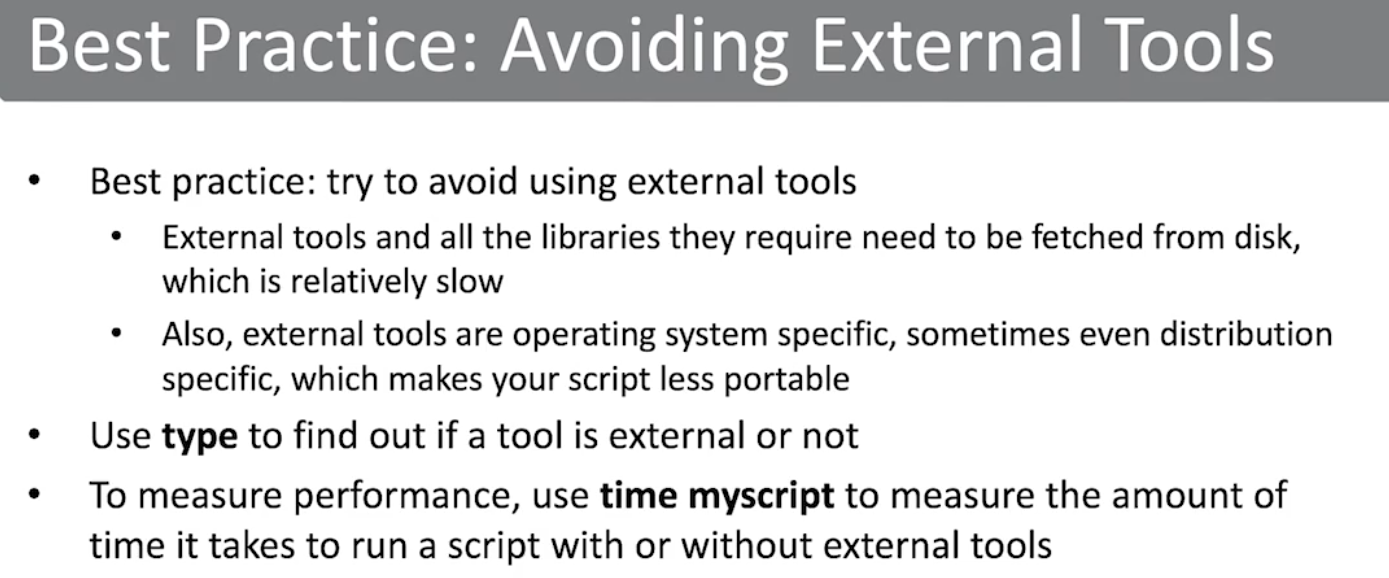 Best Practice: Avoiding External Tools
• Best practice: try to avoid using external tools
• External tools and all the libraries they require need to be fetched from disk,
which is relatively slow
• Also, external tools are operating system specific, sometimes even distribution
specific, which makes your script less portable
• Use type to find out if a tool is external or not
• To measure performance, use time myscript to measure the amount of
time it takes to run a script with or without external tools